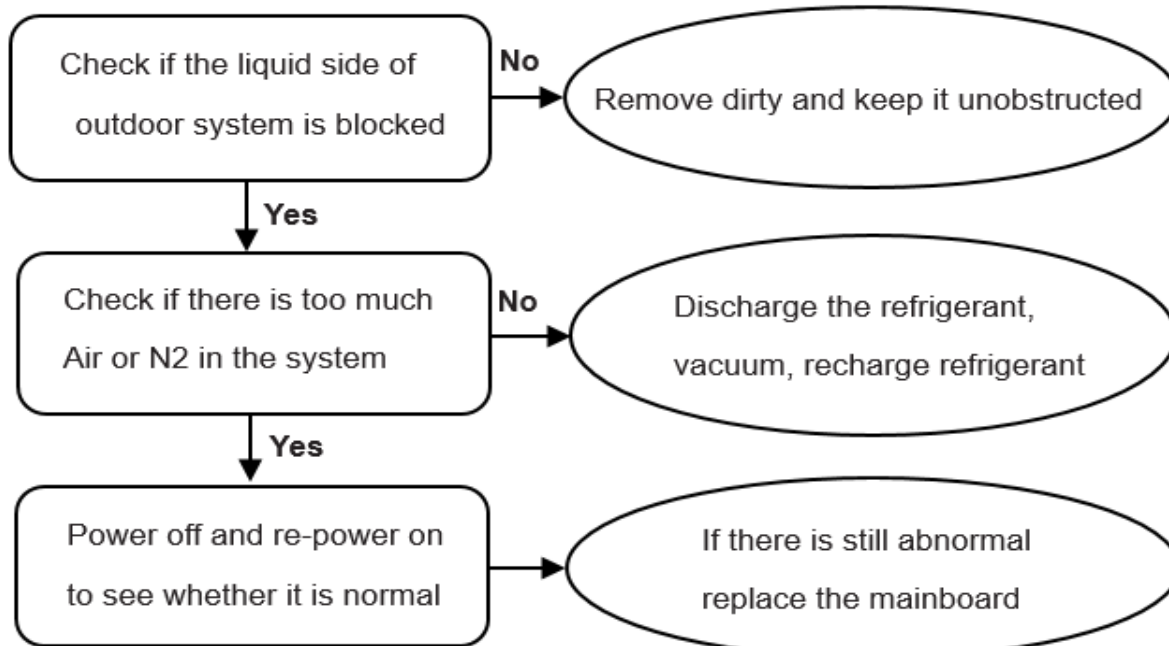 Check if the liquid side of
outdoor system is blocked
No
Remove dirty and keep it unobstructed
Yes
Check if there is too much
Air or N2 in the system
No
Discharge the refrigerant,
vacuum, recharge refrigerant
Yes
Power off and re-power on
to see whether it is normal
If there is still abnormal
replace the mainboard